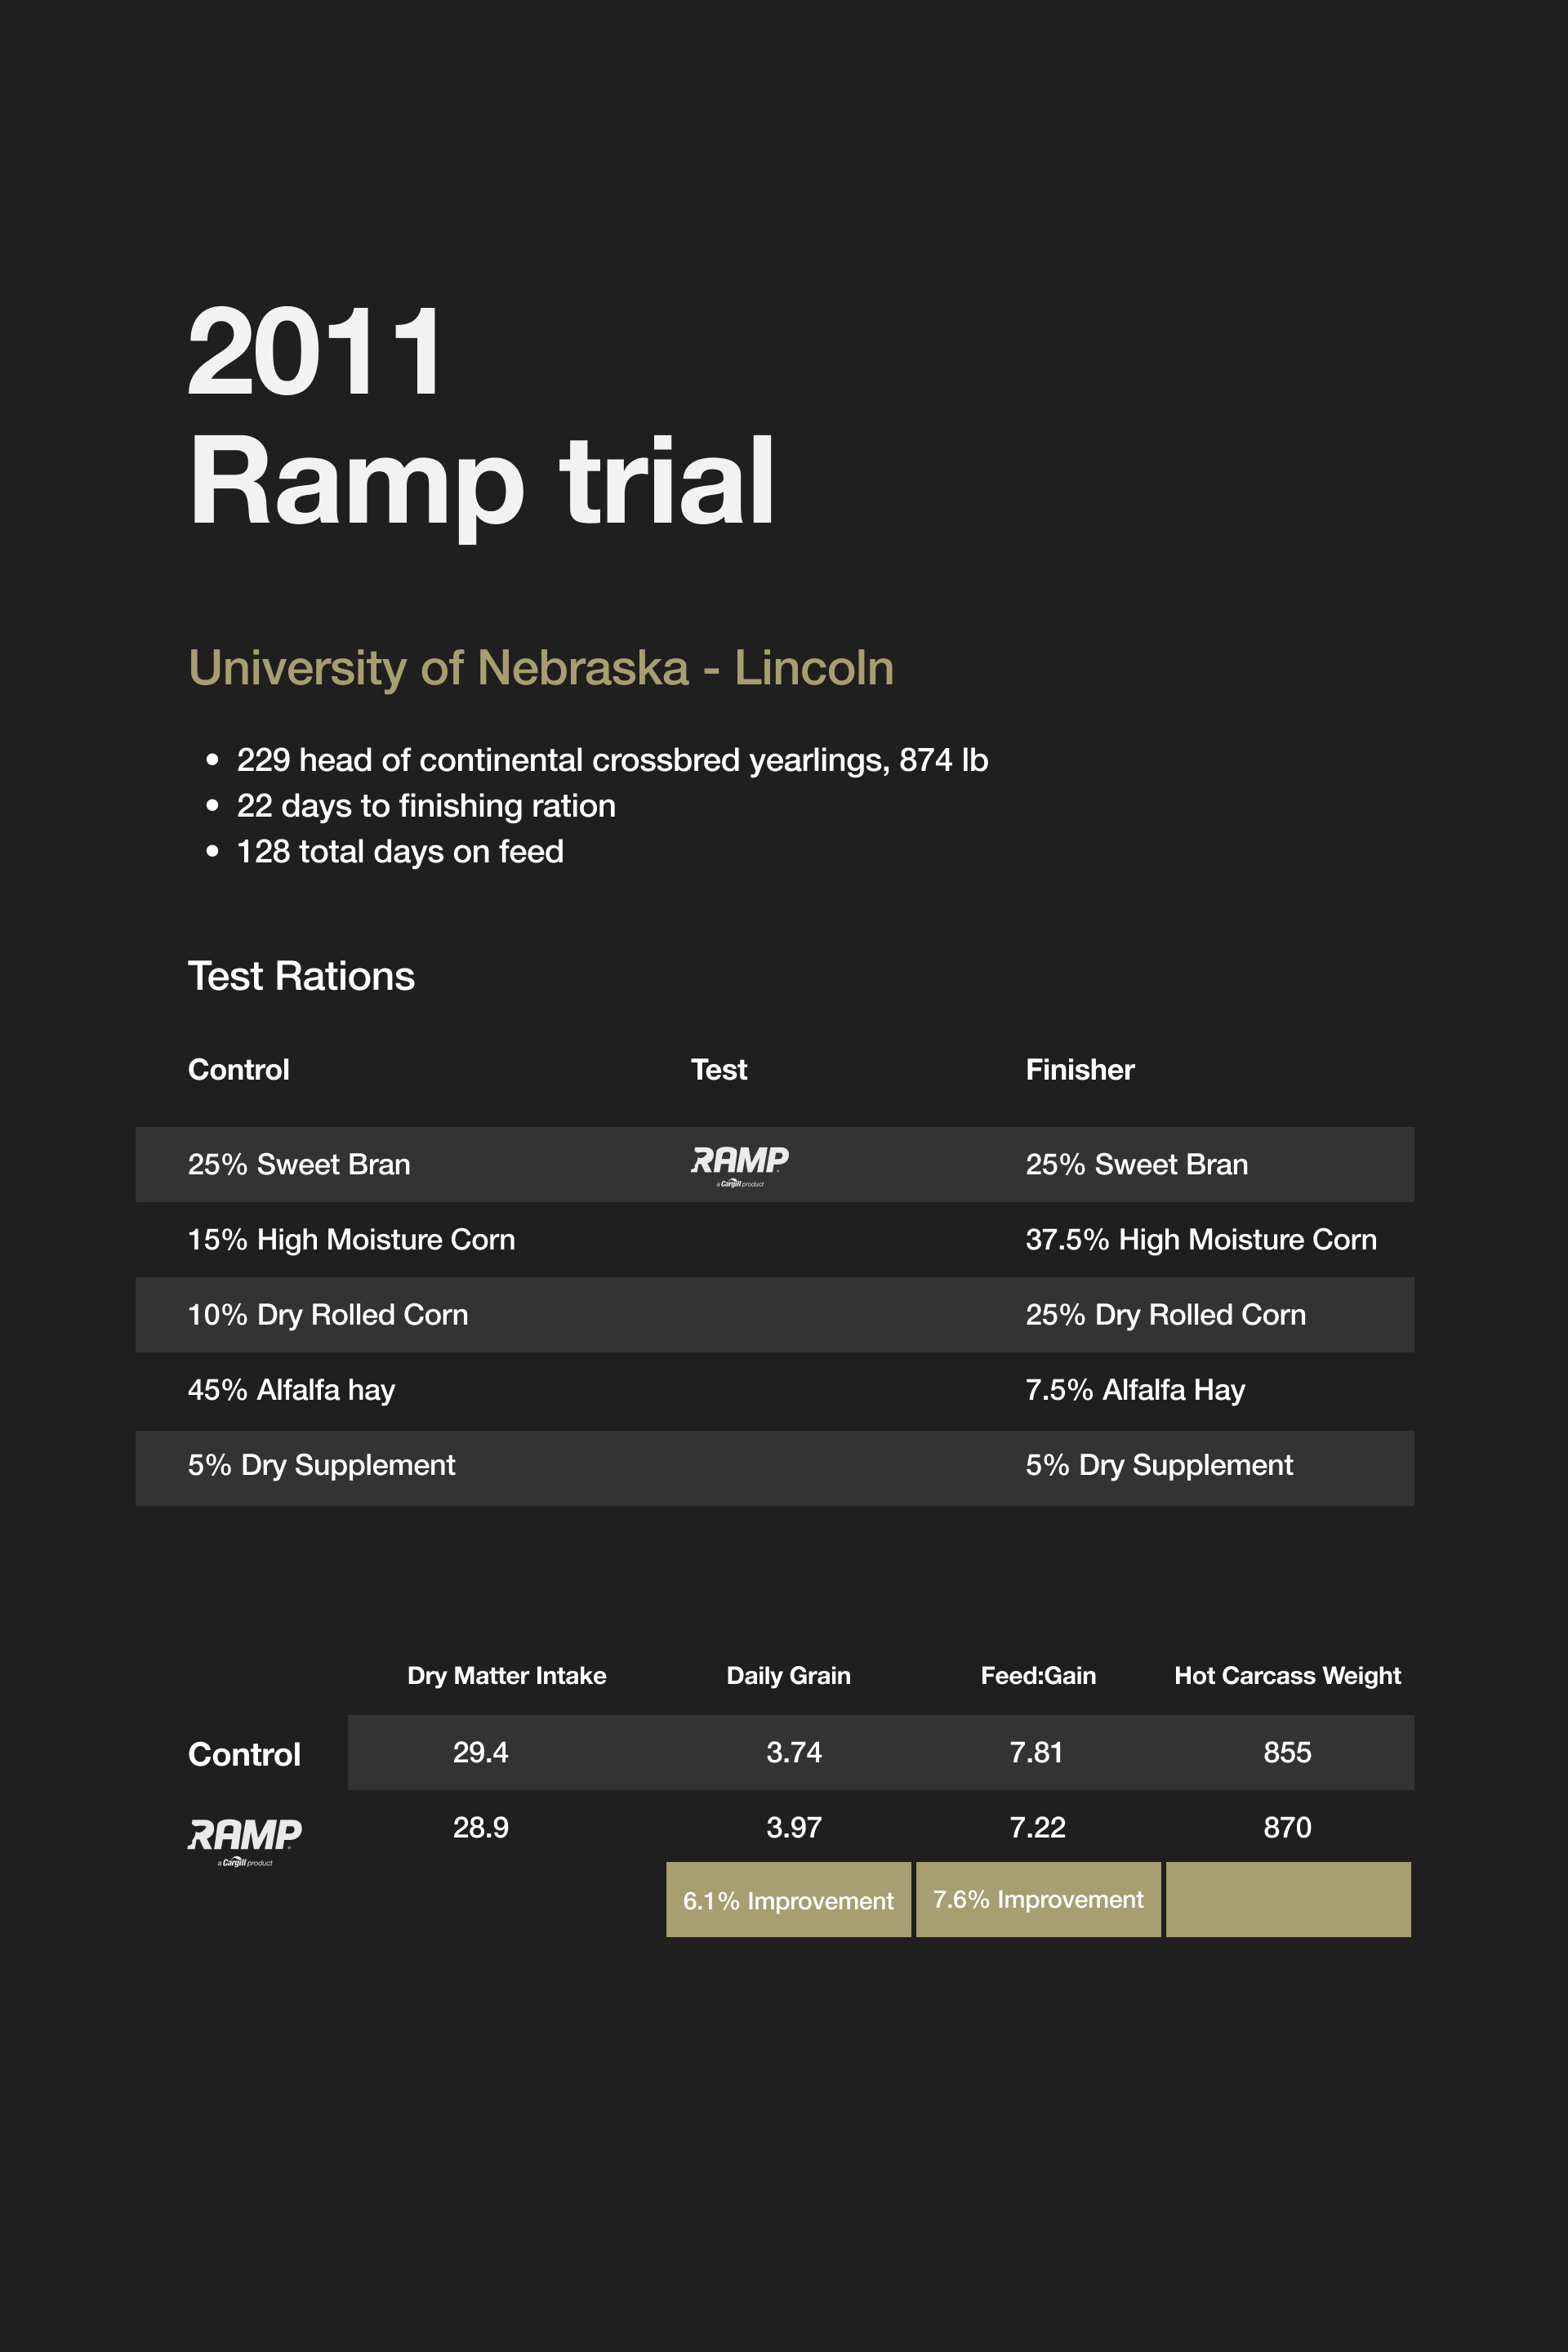 2011
Ramp trial
University of Nebraska - Lincoln
• 229 head of continental crossbred yearlings, 874 lb
• 22 days to finishing ration
• 128 total days on feed
Test Rations
Control Test Finisher
25% Sweet Bran RAMP 25% Sweet Bran
a Cargill product
15% High Moisture Corn 37.5% High Moisture Corn
10% Dry Rolled Corn 25% Dry Rolled Corn
45% Alfalfa hay 7.5% Alfalfa Hay
5% Dry Supplement 5% Dry Supplement
Dry Matter Intake Daily Grain Feed:Gain Hot Carcass Weight
Control 29.4 3.74 7.81 855
RAMP 28.9 3.97 7.22 870
a Cargill product
6.1% Improvement 7.6% Improvement